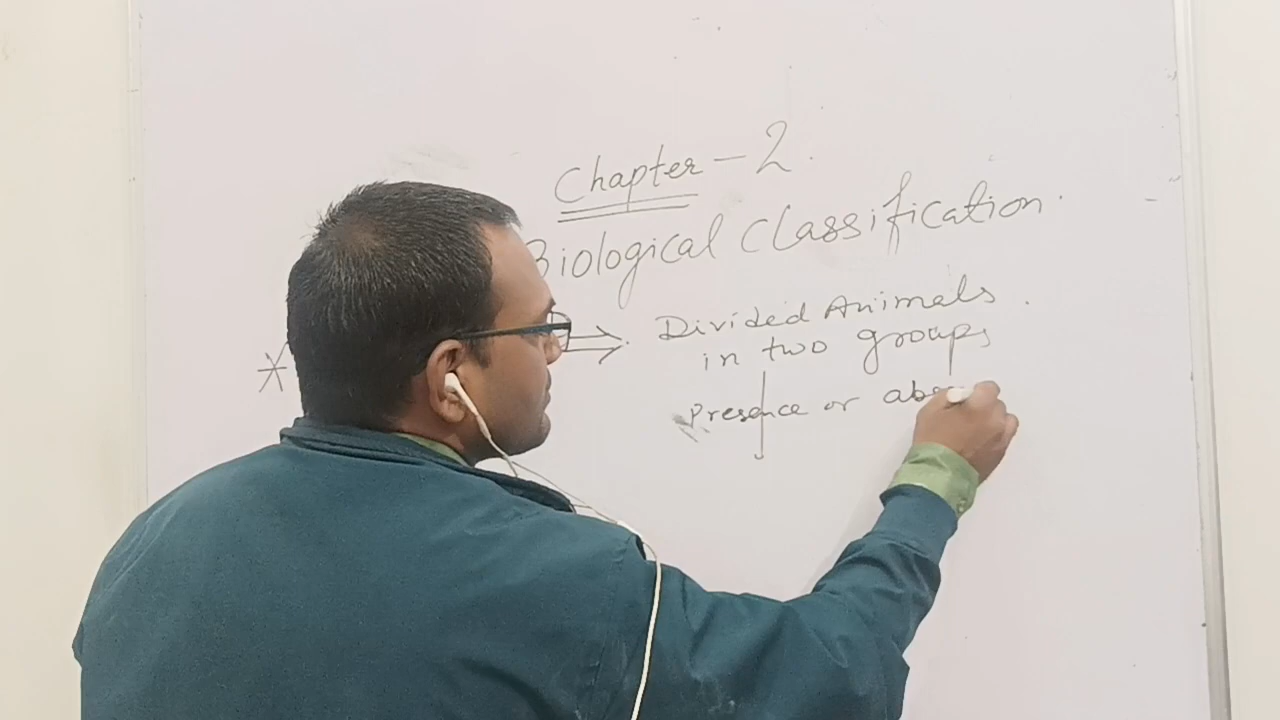 Chapter - 2.
Biological Classification.
Divided Animals.
in two groups
Presence or abs